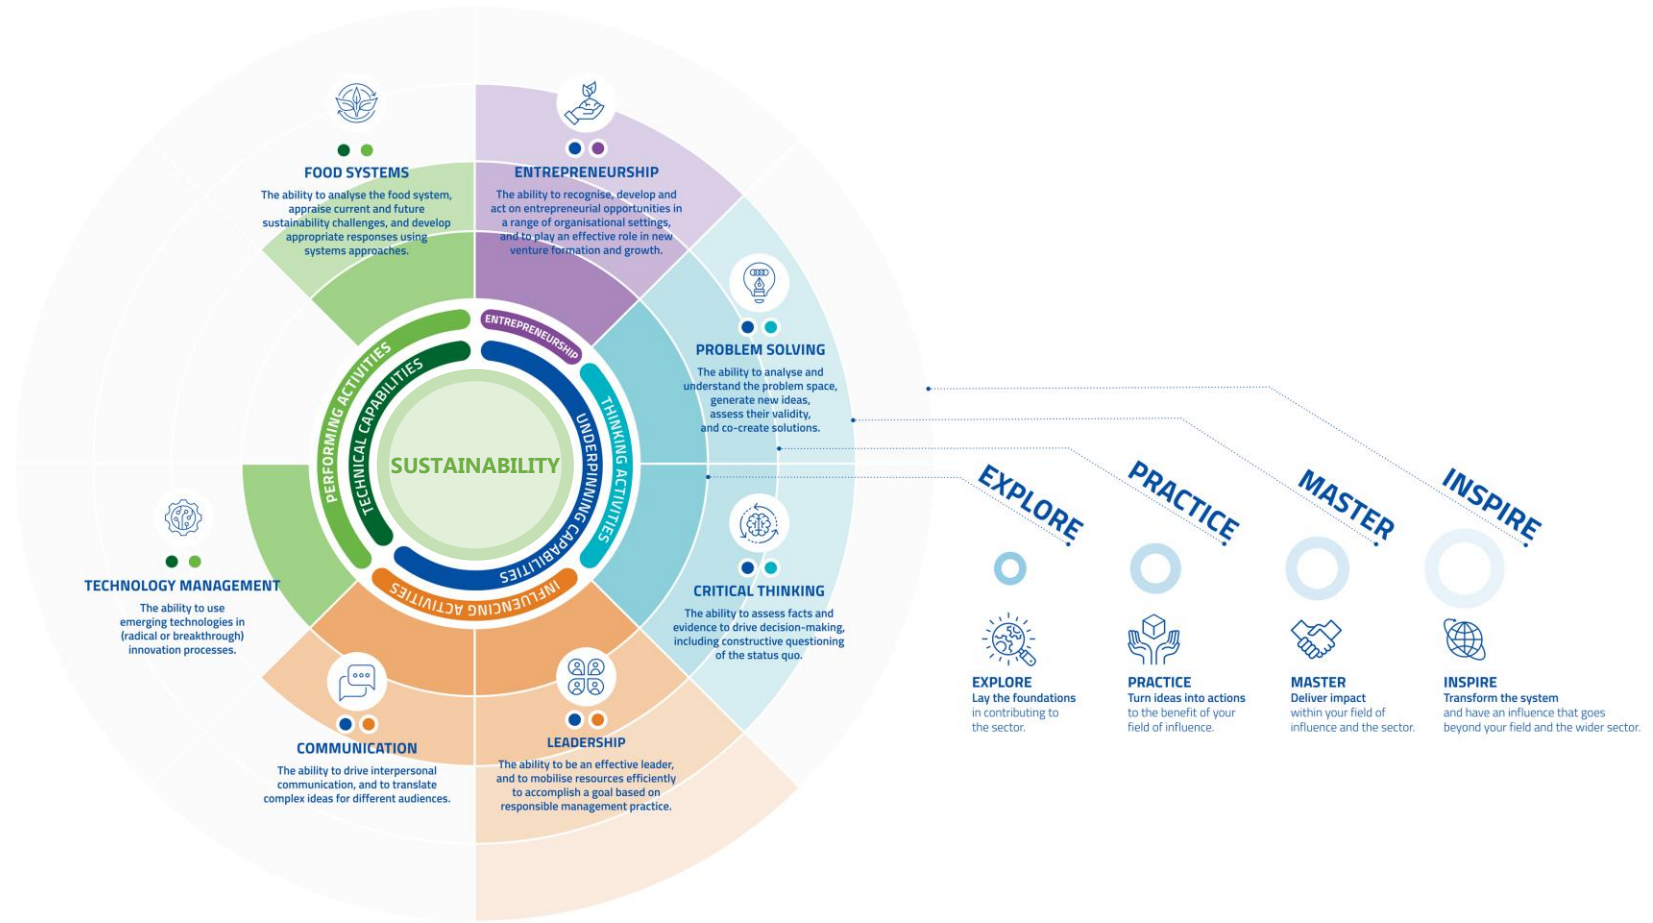 FOOD SYSTEMS
The ability to analyse the food system,
appraise current and future
sustainability challenges, and develop
appropriate responses using
systems approaches.
ENTREPRENEURSHIP
The ability to recognise, develop and
act on entrepreneurial opportunities in
a range of organisational settings,
and to play an effective role in new
venture formation and growth.
PROBLEM SOLVING
The ability to analyse and
understand the problem space,
generate new ideas,
assess their validity,
and co-create solutions.
CRITICAL THINKING
The ability to assess facts and
evidence to drive decision-making,
including constructive questioning
of the status quo.
LEADERSHIP
The ability to be an effective leader,
and to mobilise resources efficiently
to accomplish a goal based on
responsible management practice.
COMMUNICATION
The ability to drive interpersonal
communication, and to translate
complex ideas for different audiences.
TECHNOLOGY MANAGEMENT
The ability to use
emerging technologies in
(radical or breakthrough)
innovation processes.
PERFORMING ACTIVITIES
TECHNICAL CAPABILITIES
ENTREPRENEURSHIP
THINKING ACTIVITIES
UNDERPINNING CAPABILITIES
INFLUENCING ACTIVITIES
SUSTAINABILITY
EXPLORE
PRACTICE
MASTER
INSPIRE
EXPLORE
Lay the foundations
in contributing to
the sector.
PRACTICE
Turn ideas into actions
to the benefit of your
field of influence.
MASTER
Deliver impact
within your field of
influence and the sector.
INSPIRE
Transform the system
and have an influence that goes
beyond your field and the wider sector.